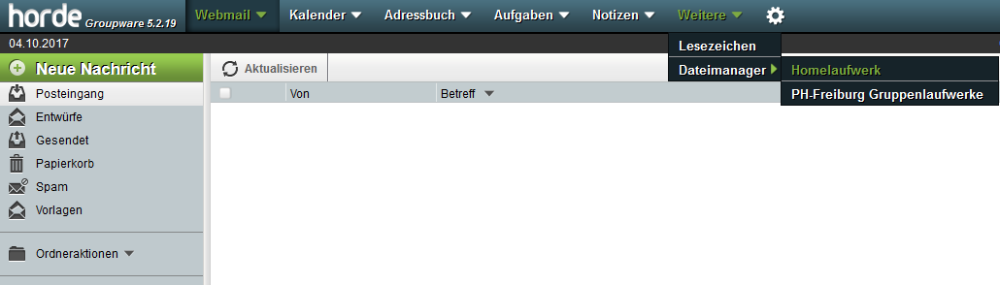 horde Groupware 5.2.19 Webmail Kalender Adressbuch Aufgaben Notizen Weitere
04.10.2017
Lesezeichen
Dateimanager
Homelaufwerk
PH-Freiburg Gruppenlaufwerke
Neue Nachricht
Posteingang
Entwürfe
Gesendet
Papierkorb
Spam
Vorlagen
Ordneraktionen
Aktualisieren
Von Betreff